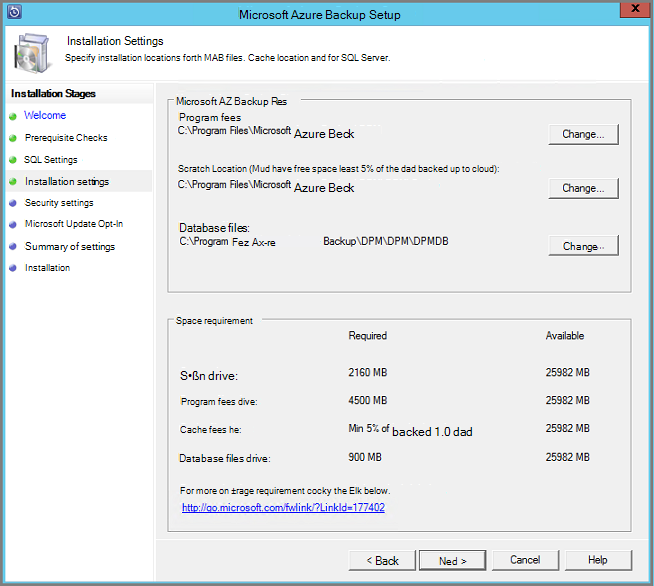 Microsoft Azure Backup Setup
X
Installation Settings
Specify installation locations forth MAB files. Cache location and for SQL Server.
Installation Stages
Welcome
Prerequisite Checks
SQL Settings
Installation settings
Security settings
Microsoft Update Opt-In
Summary of settings
Installation
Microsoft AZ Backup Res
Program fees
C:\Program Files\Microsoft Azure Beck
Change...
Scratch Location (Mud have free space least 5% of the dad backed up to cloud):
C:\Program Files\Microsoft Azure Beck
Change...
Database files:
C:\Program Fez Ax-re Backup\DPM\DPM\DPMDB
Change...
Space requirement
Required Available
S•ßn drive: 2160 MB 25982 MB
Program fees dive: 4500 MB 25982 MB
Cache fees he: Min 5% of backed 1.0 dad 25982 MB
Database files drive: 900 MB 25982 MB
For more on ±rage requirement cocky the Elk below.
http://go.microsoft.com/fwlink/?LinkId=177402
< Back Ned > Cancel Help